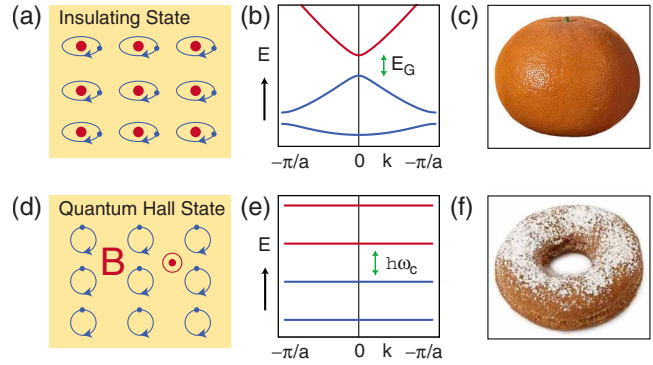 (a) Insulating State
(b)
E
E_G
−π/a 0 k −π/a
(c)
(d) Quantum Hall State
B
(e)
E
hω_c
−π/a 0 k −π/a
(f)